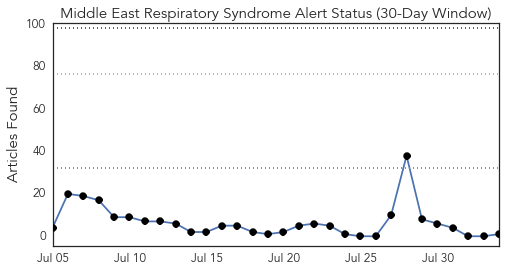 Middle East Respiratory Syndrome Alert Status (30-Day Window)
100
80
60
40
20
0
Articles Found
Jul 05 Jul 10 Jul 15 Jul 20 Jul 25 Jul 30